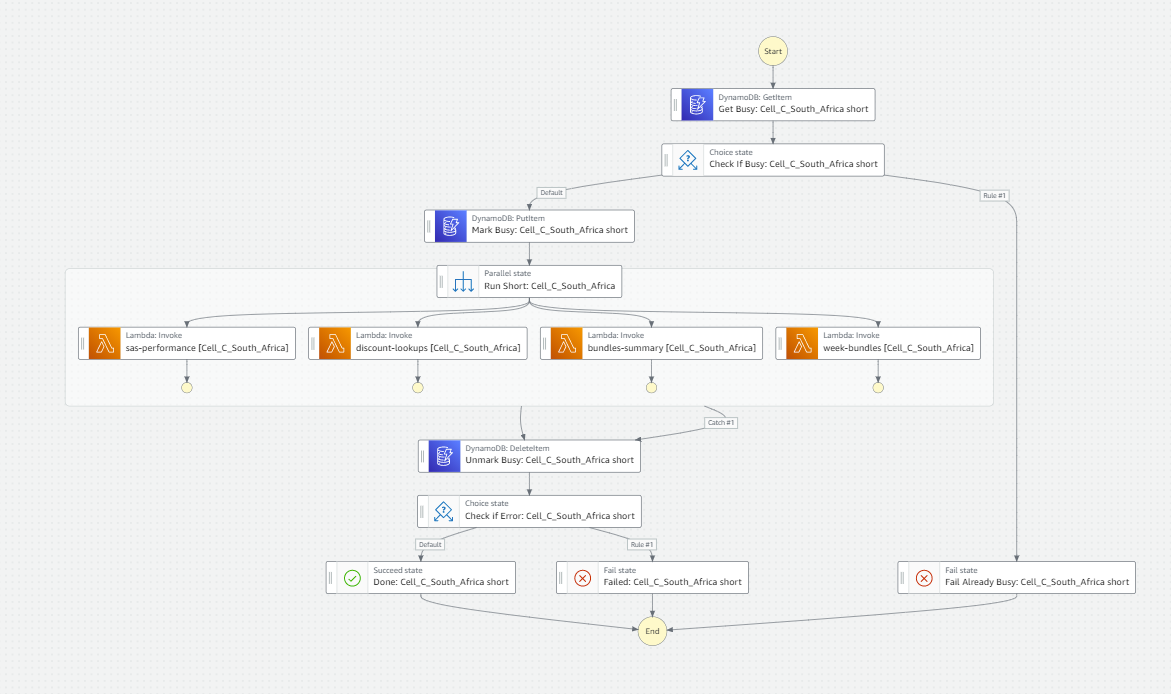 Start
DynamoDB: GetItem
Get Busy: Cell_C_South_Africa short
Choice state
Check If Busy: Cell_C_South_Africa short
Default
Rule #1
DynamoDB: PutItem
Mark Busy: Cell_C_South_Africa short
Parallel state
Run Short: Cell_C_South_Africa
Lambda: Invoke
sas-performance [Cell_C_South_Africa]
Lambda: Invoke
discount-lookups [Cell_C_South_Africa]
Lambda: Invoke
bundles-summary [Cell_C_South_Africa]
Lambda: Invoke
week-bundles [Cell_C_South_Africa]
Catch #1
DynamoDB: DeleteItem
Unmark Busy: Cell_C_South_Africa short
Choice state
Check if Error: Cell_C_South_Africa short
Default
Rule #1
Succeed state
Done: Cell_C_South_Africa short
Fail state
Failed: Cell_C_South_Africa short
Fail state
Fail Already Busy: Cell_C_South_Africa short
End